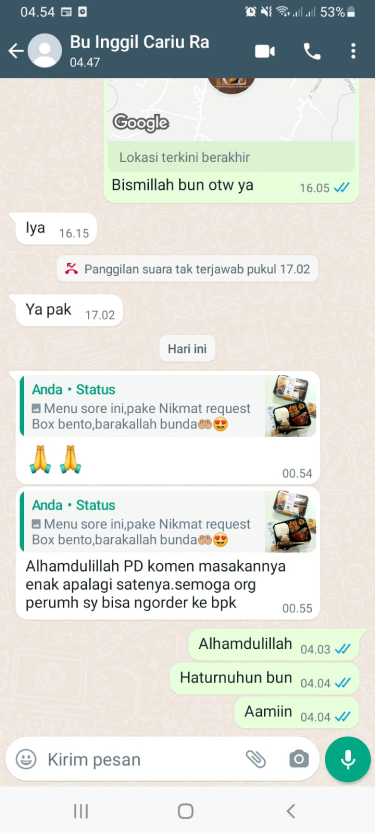 04.54
53%
Bu Inggil Cariu Ra
04.47
Google
Lokasi terkini berakhir
Bismillah bun otw ya 16.05
Iya 16.15
Panggilan suara tak terjawab pukul 17.02
Ya pak 17.02
Hari ini
Anda • Status
Menu sore ini,pake Nikmat request
Box bento,barakallah bunda🤲🏼😍
🙏 🙏
00.54
Anda • Status
Menu sore ini,pake Nikmat request
Box bento,barakallah bunda🤲🏼😍
Alhamdulillah PD komen masakannya
enak apalagi satenya.semoga org
perumh sy bisa ngorder ke bpk 00.55
Alhamdulillah 04.03
Haturnuhun bun 04.04
Aamiin 04.04
Kirim pesan